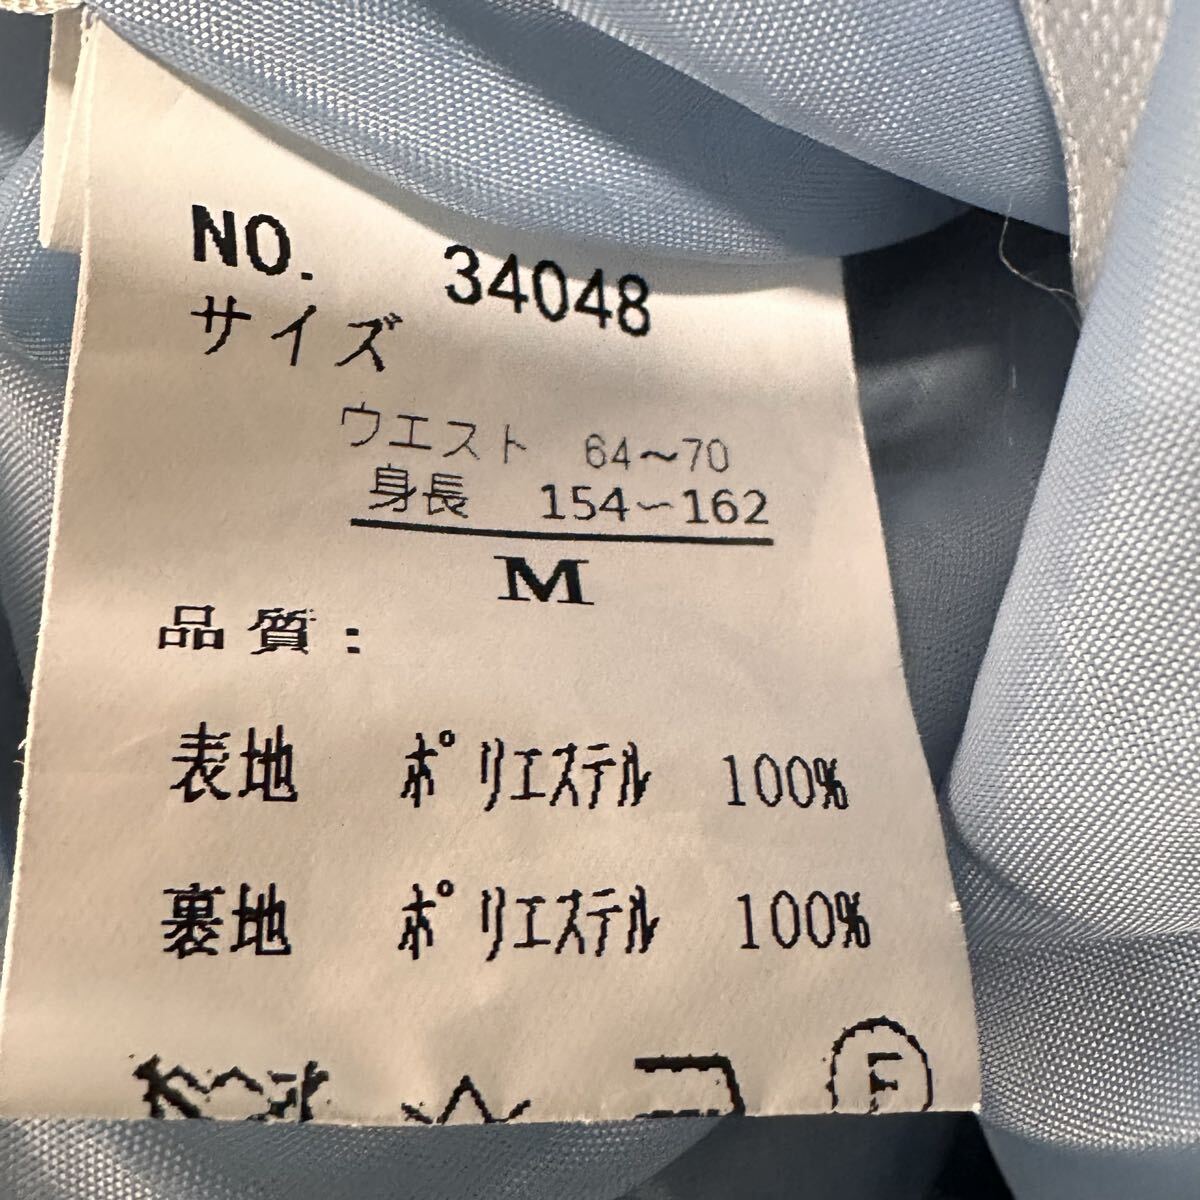 NO. 34048
サイズ
ウエスト 64～70
身長 154～162
M
品質:
表地 ポリエステル 100%
裏地 ポリエステル 100%
F